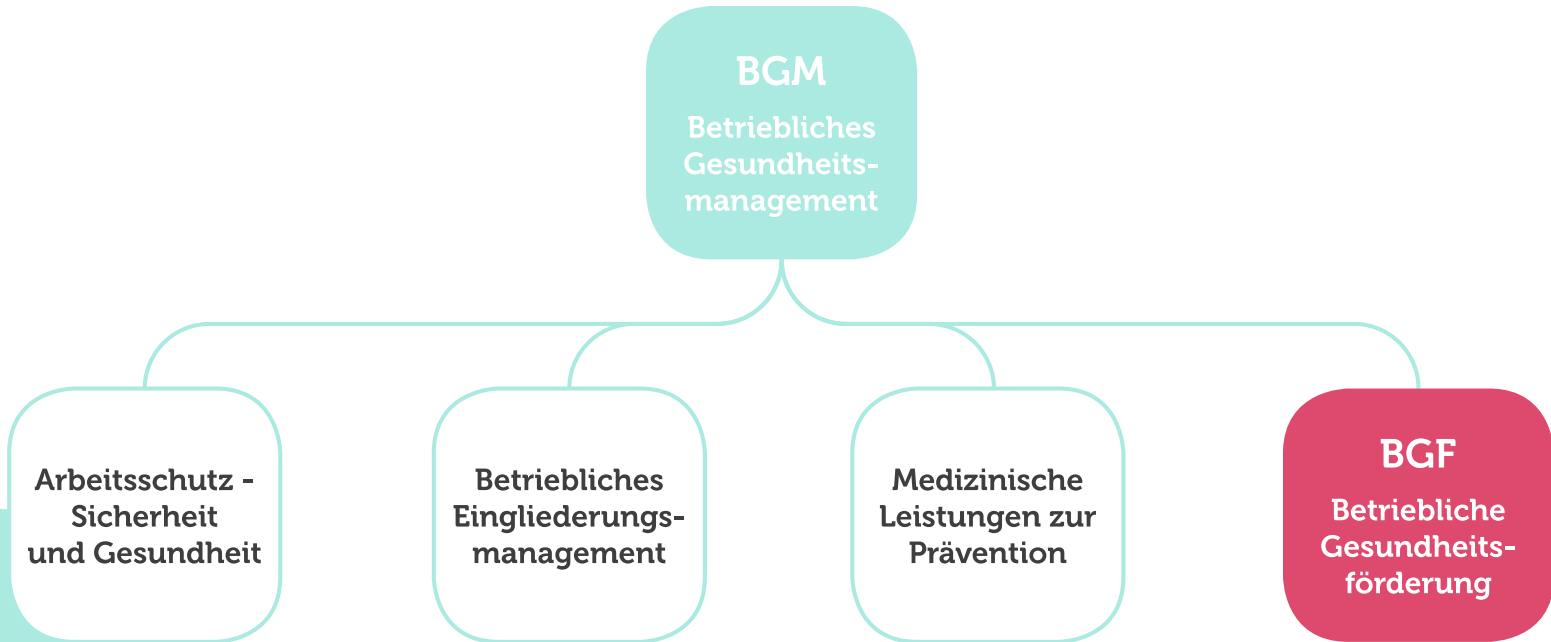 BGM
Betriebliches
Gesundheits-
management
Arbeitsschutz -
Sicherheit
und Gesundheit
Betriebliches
Eingliederungs-
management
Medizinische
Leistungen zur
Prävention
BGF
Betriebliche
Gesundheits-
förderung